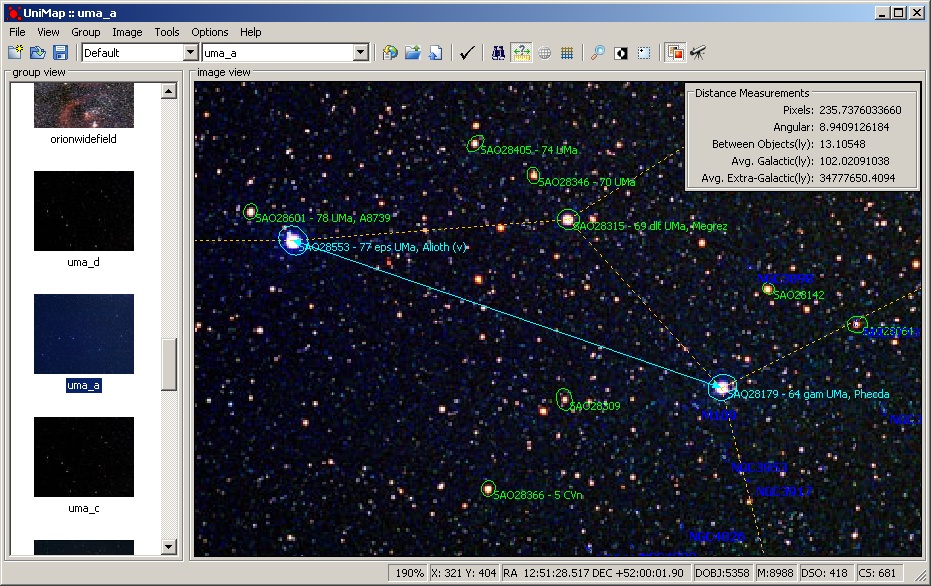 UniMap :: uma_a
File View Group Image Tools Options Help
Default uma_a
group view
image view
orionwidefield
uma_d
uma_a
uma_c
Distance Measurements
Pixels: 235.7376033660
Angular: 8.9409126184
Between Objects(ly): 13.10548
Avg. Galactic(ly): 102.02091038
Avg. Extra-Galactic(ly): 34777650.4094
SAO28405 - 74 UMa
SAO28346 - 70 UMa
SAO28601 - 78 UMa, A8739
SAO28315 - 69 dlt UMa, Megrez
SAO28553 - 77 eps UMa, Alioth (v)
SAO28142
SAO28179 - 64 gam UMa, Phecda
SAO28309
M109
NGC3953
NGC3917
SAO28366 - 5 CVn
NGC4026
190% X: 321 Y: 404 RA 12:51:28.517 DEC +52:00:01.90 DOBJ:5358 M:8988 DSO: 418 CS: 681